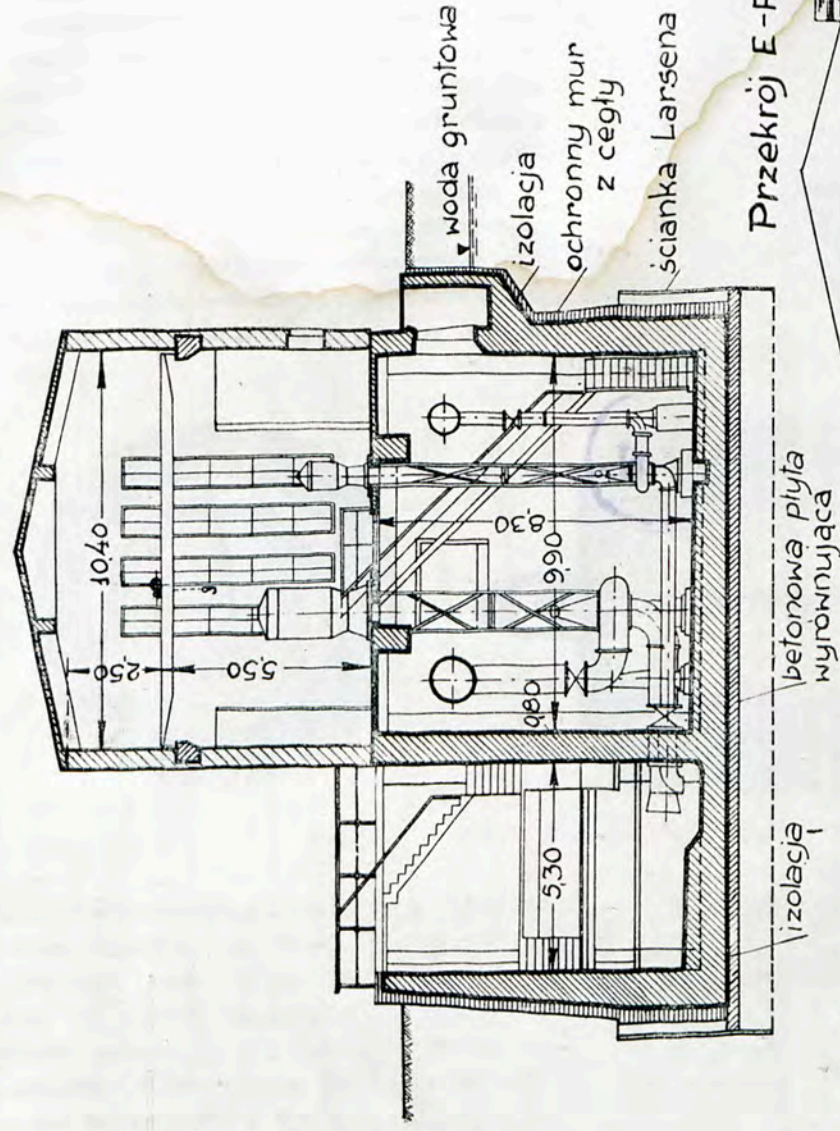 10,40
2,50
5,50
8,30
9,90
0,80
5,30
woda gruntowa
izolacja
ochronny mur
z cegły
ścianka Larsena
Przekrój E-F
betonowa płyta
wyrównująca
izolacja